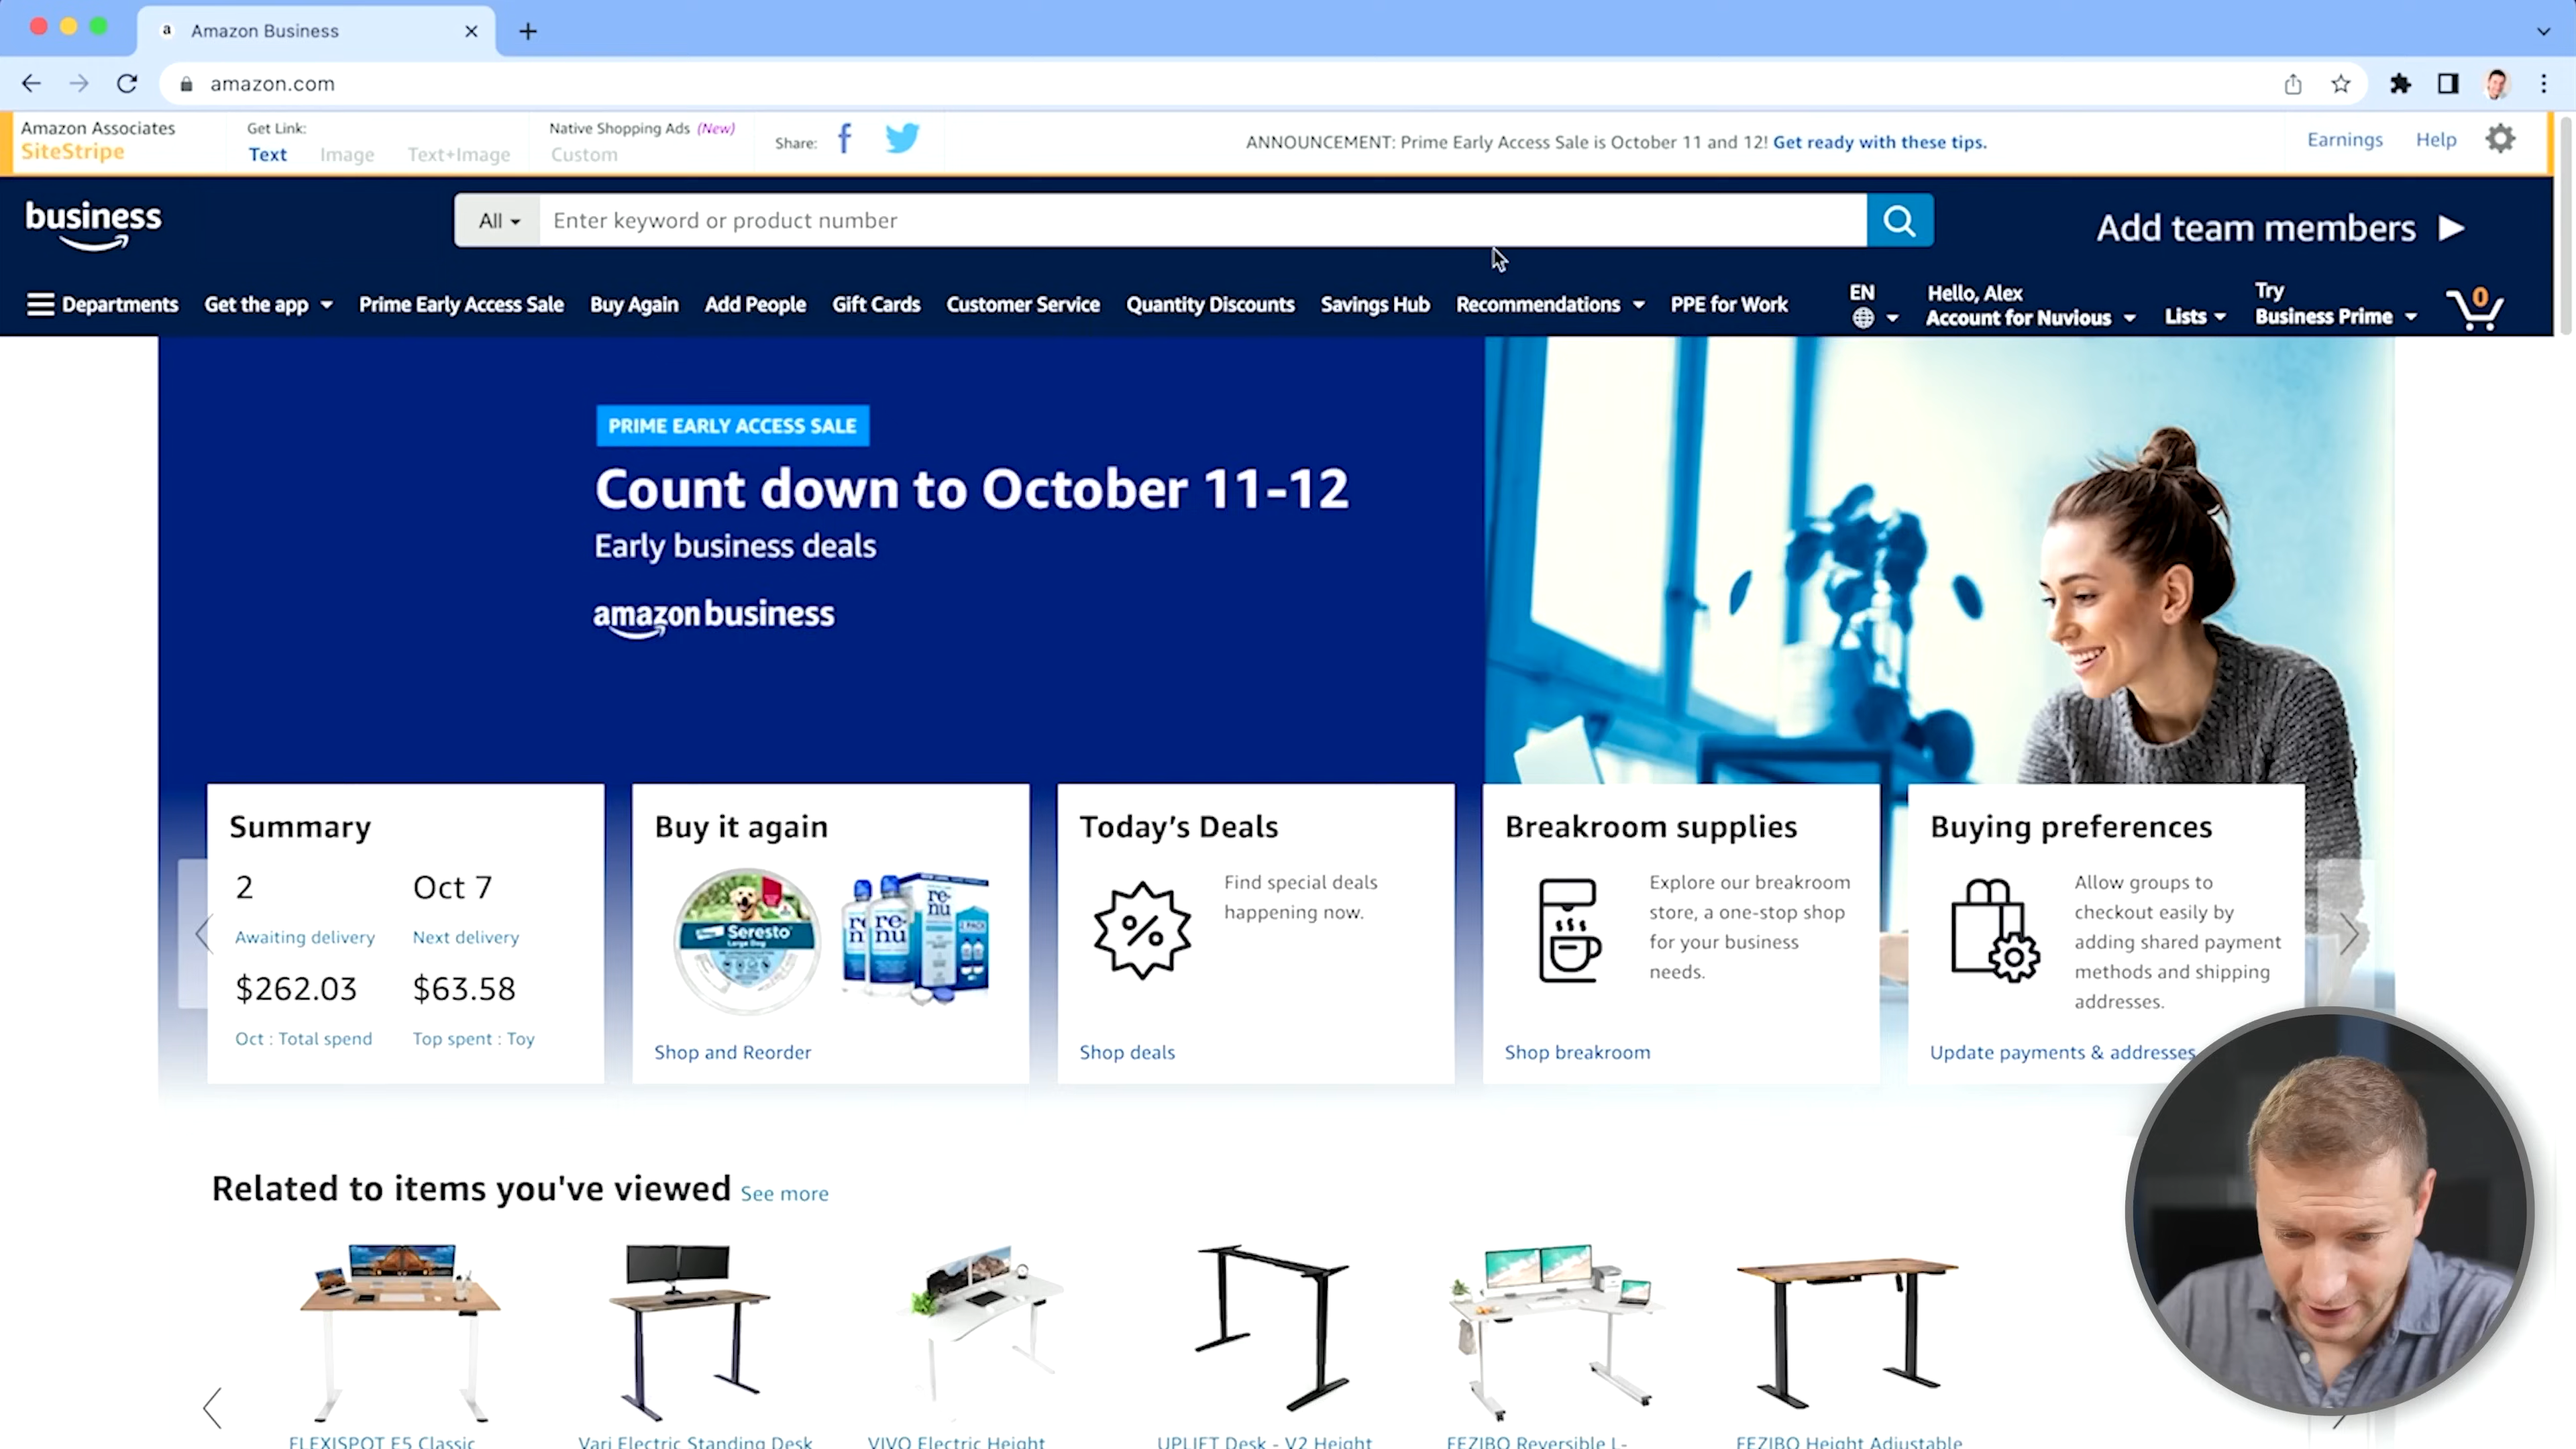 a Amazon Business
amazon.com
Amazon Associates
SiteStripe
Get Link:
Text Image Text+Image
Native Shopping Ads (New)
Custom
Share:
ANNOUNCEMENT: Prime Early Access Sale is October 11 and 12! Get ready with these tips.
Earnings Help
business
All
Enter keyword or product number
Add team members
Departments Get the app Prime Early Access Sale Buy Again Add People Gift Cards Customer Service Quantity Discounts Savings Hub Recommendations PPE for Work
EN
Hello, Alex
Account for Nuvious
Lists
Try
Business Prime
0
PRIME EARLY ACCESS SALE
Count down to October 11-12
Early business deals
amazon business
Summary
2
Oct 7
Awaiting delivery
Next delivery
$262.03
$63.58
Oct : Total spend
Top spent : Toy
Buy it again
Seresto
Large Dog
re-
nu
Shop and Reorder
Today's Deals
%
Find special deals
happening now.
Shop deals
Breakroom supplies
Explore our breakroom
store, a one-stop shop
for your business
needs.
Shop breakroom
Buying preferences
Allow groups to
checkout easily by
adding shared payment
methods and shipping
addresses.
Update payments & addresses
Related to items you've viewed See more
FLEXISPOT E5 Classic
Vari Electric Standing Desk
VIVO Electric Height
UPLIFT Desk - V2 Height
FEZIBO Reversible L-
FEZIBO Height Adjustable